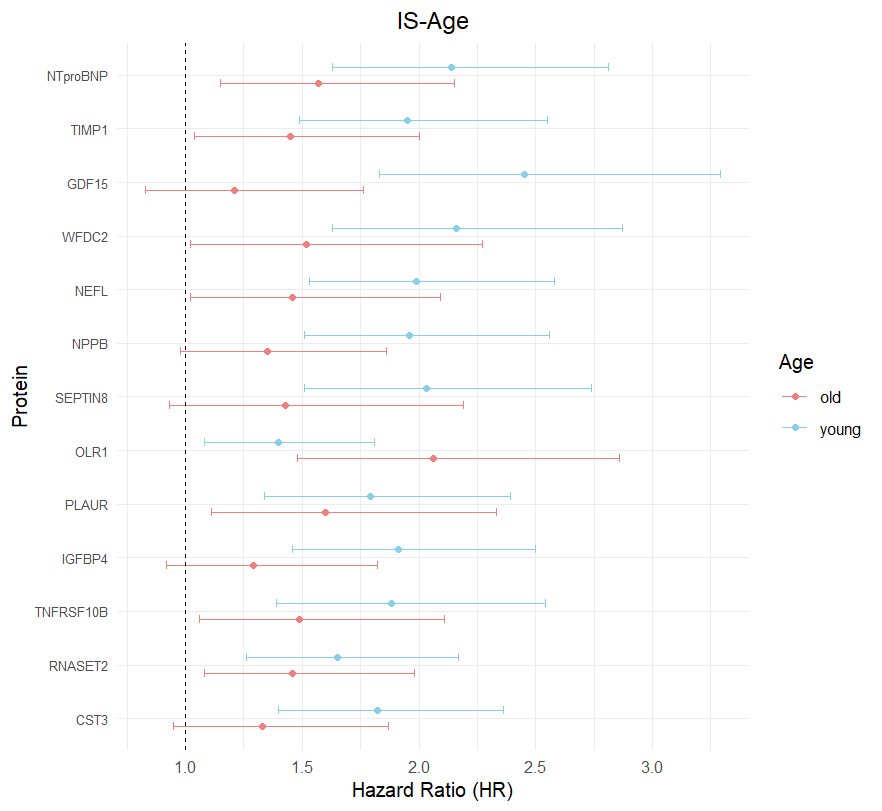 IS-Age
NTproBNP
TIMP1
GDF15
WFDC2
NEFL
NPPB
SEPTIN8
OLR1
PLAUR
IGFBP4
TNFRSF10B
RNASET2
CST3
Protein
1.0 1.5 2.0 2.5 3.0
Hazard Ratio (HR)
Age
old
young